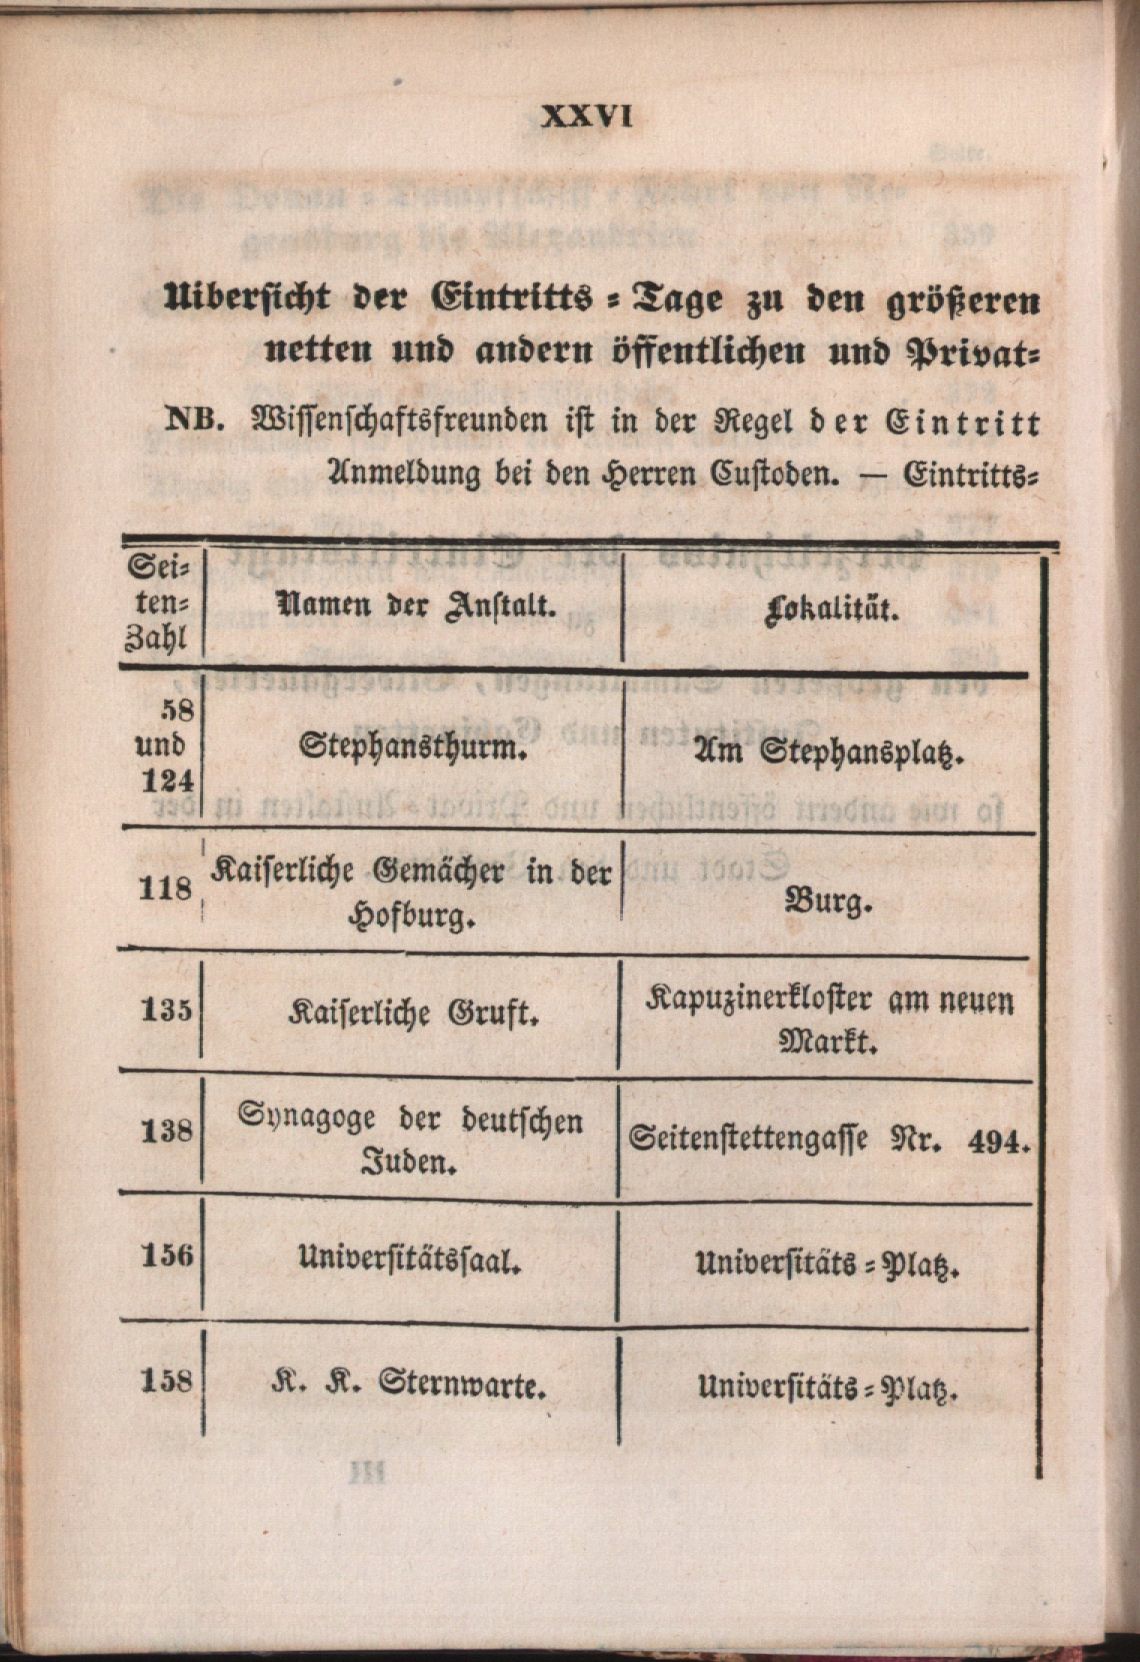 XXVI
Uibersicht der Eintritts-Tage zu den größeren
netten und andern öffentlichen und Privat-
NB. Wissenschaftsfreunden ist in der Regel der Eintritt
Anmeldung bei den Herren Custoden. — Eintritts-
Sei-
ten-
Zahl
Namen der Anstalt.
Lokalität.
58
und
124
Stephansthurm.
Am Stephansplatz.
118
Kaiserliche Gemächer in der
Hofburg.
Burg.
135
Kaiserliche Gruft.
Kapuzinerkloster am neuen
Markt.
138
Synagoge der deutschen
Juden.
Seitenstettengasse Nr. 494.
156
Universitätssaal.
Universitäts-Platz.
158
K. K. Sternwarte.
Universitäts-Platz.